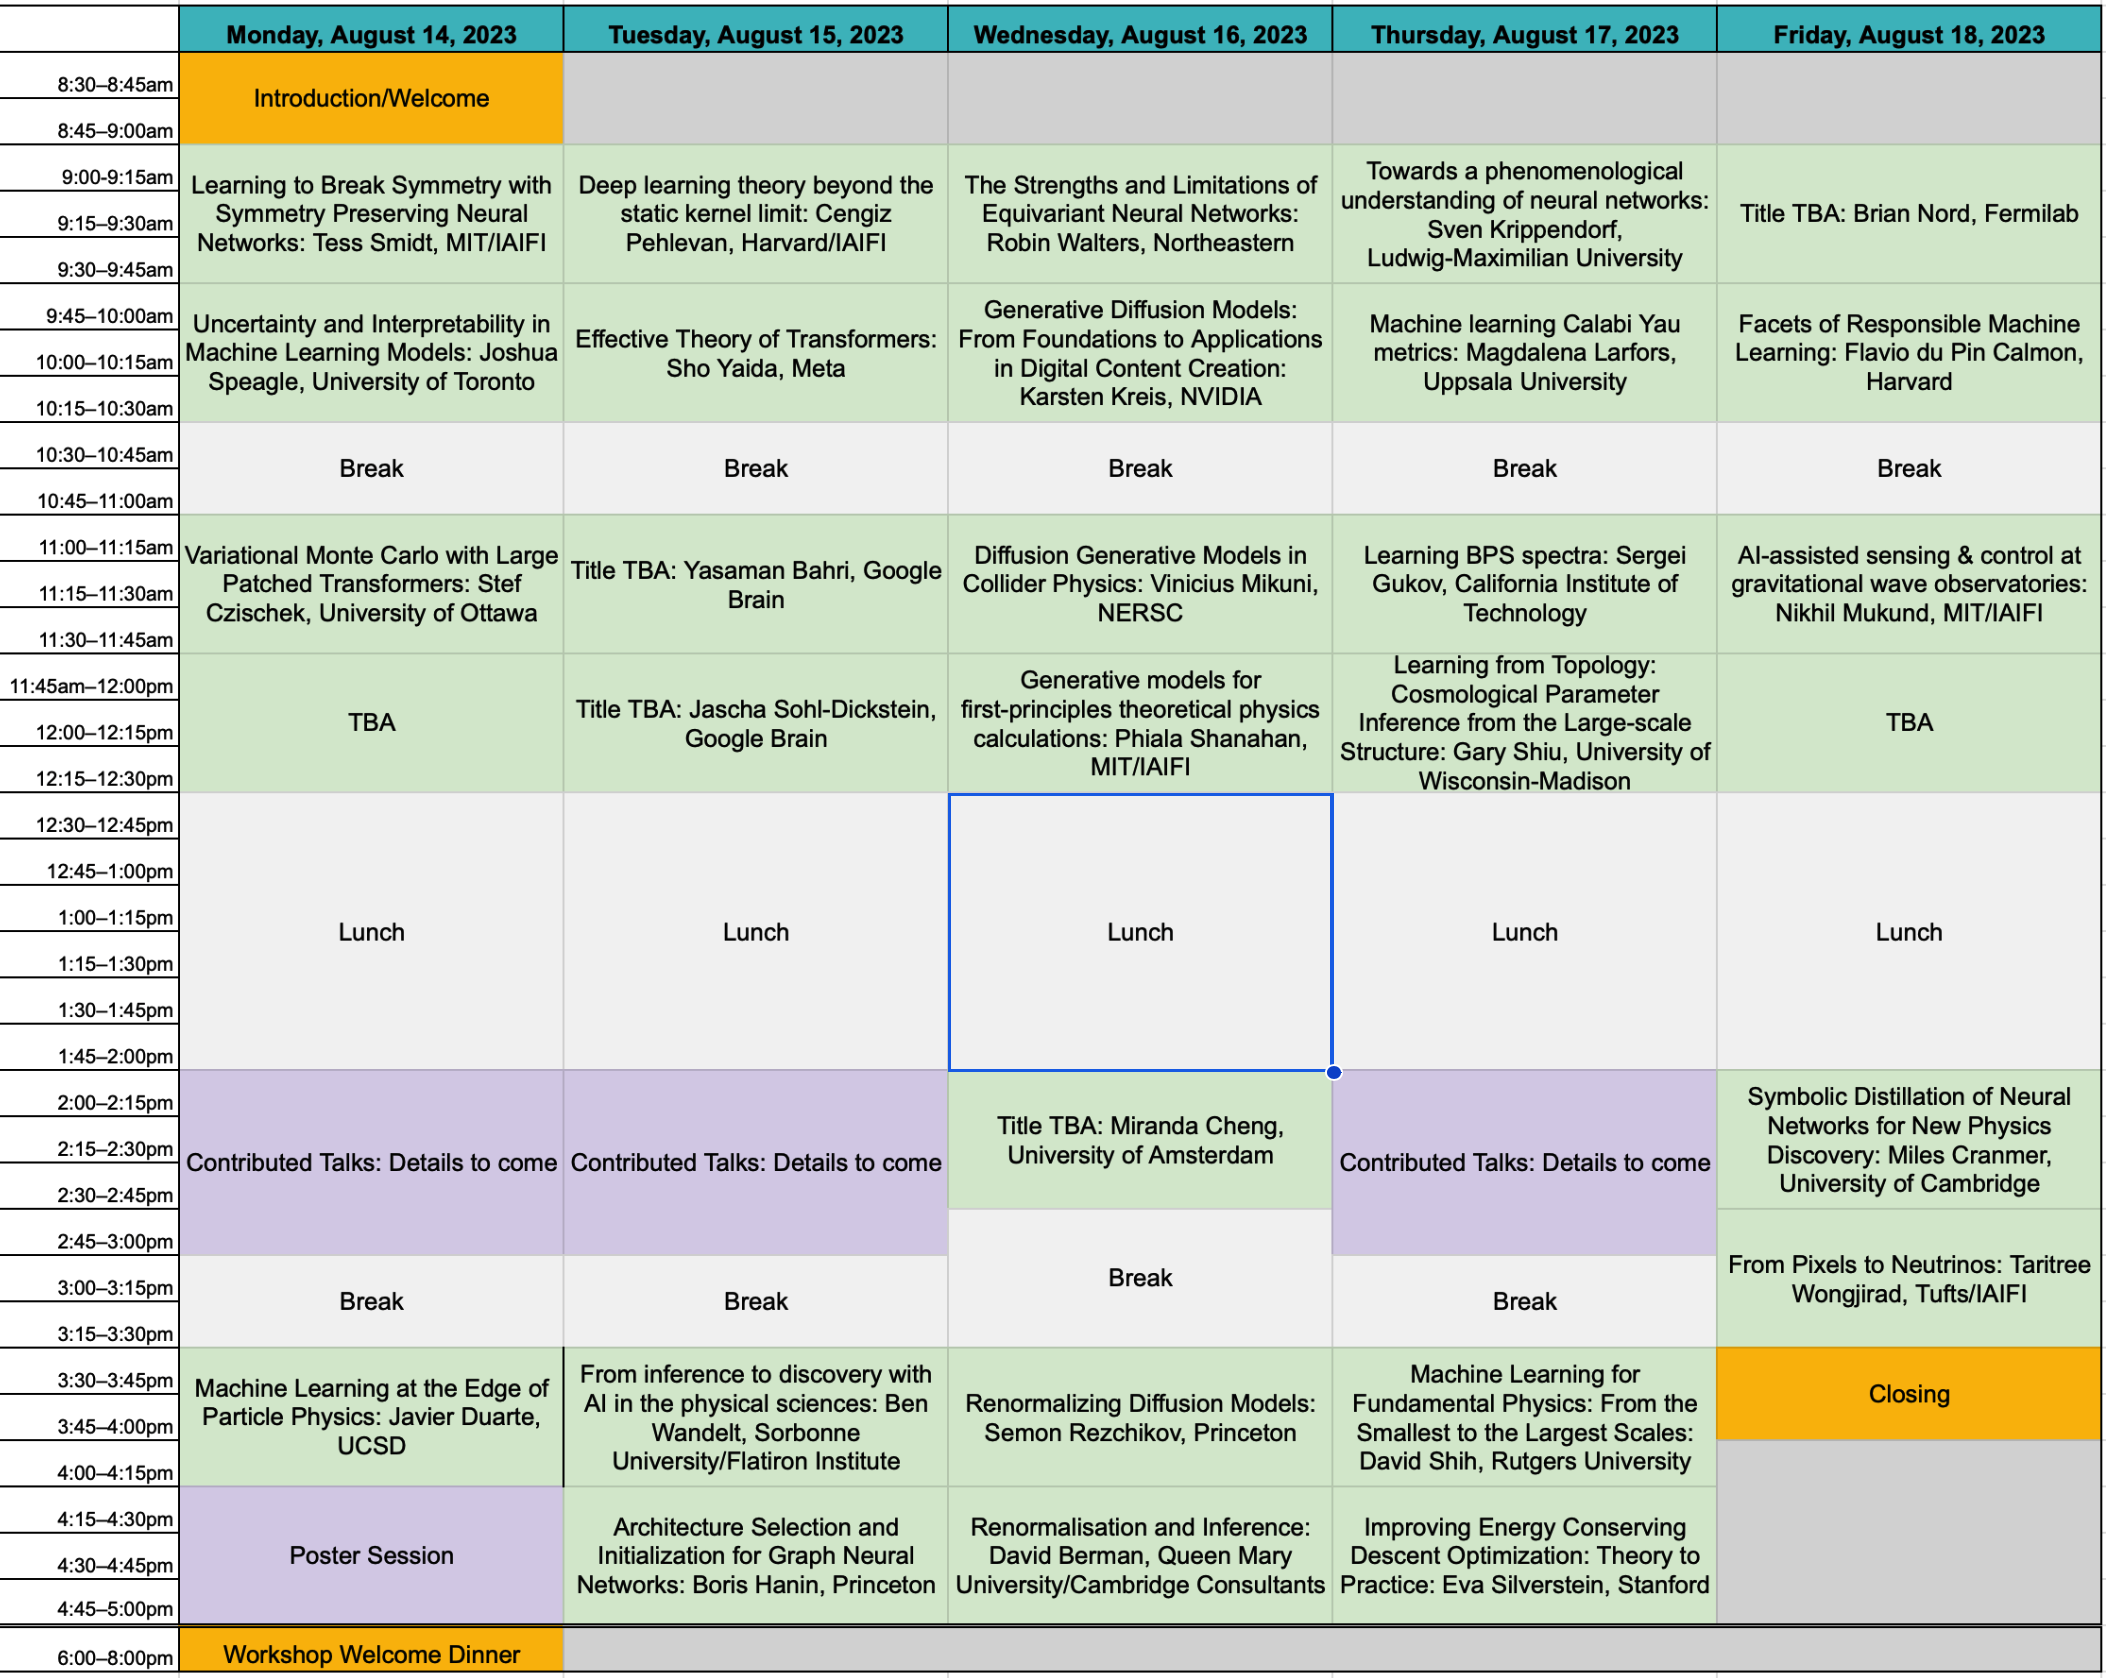 Monday, August 14, 2023
Tuesday, August 15, 2023
Wednesday, August 16, 2023
Thursday, August 17, 2023
Friday, August 18, 2023
8:30–8:45am
8:45–9:00am
Introduction/Welcome
9:00-9:15am
9:15–9:30am
9:30–9:45am
Learning to Break Symmetry with
Symmetry Preserving Neural
Networks: Tess Smidt, MIT/IAIFI
Deep learning theory beyond the
static kernel limit: Cengiz
Pehlevan, Harvard/IAIFI
The Strengths and Limitations of
Equivariant Neural Networks:
Robin Walters, Northeastern
Towards a phenomenological
understanding of neural networks:
Sven Krippendorf,
Ludwig-Maximilian University
Title TBA: Brian Nord, Fermilab
9:45–10:00am
10:00–10:15am
10:15–10:30am
Uncertainty and Interpretability in
Machine Learning Models: Joshua
Speagle, University of Toronto
Effective Theory of Transformers:
Sho Yaida, Meta
Generative Diffusion Models:
From Foundations to Applications
in Digital Content Creation:
Karsten Kreis, NVIDIA
Machine learning Calabi Yau
metrics: Magdalena Larfors,
Uppsala University
Facets of Responsible Machine
Learning: Flavio du Pin Calmon,
Harvard
10:30–10:45am
10:45–11:00am
Break
Break
Break
Break
Break
11:00–11:15am
11:15–11:30am
11:30–11:45am
Variational Monte Carlo with Large
Patched Transformers: Stef
Czischek, University of Ottawa
Title TBA: Yasaman Bahri, Google
Brain
Diffusion Generative Models in
Collider Physics: Vinicius Mikuni,
NERSC
Learning BPS spectra: Sergei
Gukov, California Institute of
Technology
AI-assisted sensing & control at
gravitational wave observatories:
Nikhil Mukund, MIT/IAIFI
11:45am–12:00pm
12:00–12:15pm
12:15–12:30pm
TBA
Title TBA: Jascha Sohl-Dickstein,
Google Brain
Generative models for
first-principles theoretical physics
calculations: Phiala Shanahan,
MIT/IAIFI
Learning from Topology:
Cosmological Parameter
Inference from the Large-scale
Structure: Gary Shiu, University of
Wisconsin-Madison
TBA
12:30–12:45pm
12:45–1:00pm
1:00–1:15pm
1:15–1:30pm
1:30–1:45pm
1:45–2:00pm
Lunch
Lunch
Lunch
Lunch
Lunch
2:00–2:15pm
2:15–2:30pm
2:30–2:45pm
2:45–3:00pm
Contributed Talks: Details to come
Contributed Talks: Details to come
Title TBA: Miranda Cheng,
University of Amsterdam
Contributed Talks: Details to come
Symbolic Distillation of Neural
Networks for New Physics
Discovery: Miles Cranmer,
University of Cambridge
3:00–3:15pm
3:15–3:30pm
Break
Break
Break
Break
From Pixels to Neutrinos: Taritree
Wongjirad, Tufts/IAIFI
3:30–3:45pm
3:45–4:00pm
4:00–4:15pm
Machine Learning at the Edge of
Particle Physics: Javier Duarte,
UCSD
From inference to discovery with
AI in the physical sciences: Ben
Wandelt, Sorbonne
University/Flatiron Institute
Renormalizing Diffusion Models:
Semon Rezchikov, Princeton
Machine Learning for
Fundamental Physics: From the
Smallest to the Largest Scales:
David Shih, Rutgers University
Closing
4:15–4:30pm
4:30–4:45pm
4:45–5:00pm
Poster Session
Architecture Selection and
Initialization for Graph Neural
Networks: Boris Hanin, Princeton
Renormalisation and Inference:
David Berman, Queen Mary
University/Cambridge Consultants
Improving Energy Conserving
Descent Optimization: Theory to
Practice: Eva Silverstein, Stanford
6:00–8:00pm
Workshop Welcome Dinner